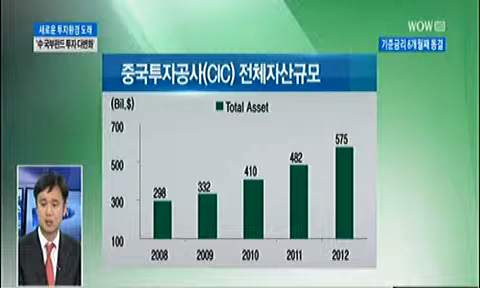 새로운 투자환경 도래
'中 국부펀드 투자 다변화'
WOW HD
기준금리 6개월째 동결
중국투자공사(CIC) 전체자산규모
(Bil,$)
Total Asset
700
500
300
100
298
332
410
482
575
2008
2009
2010
2011
2012